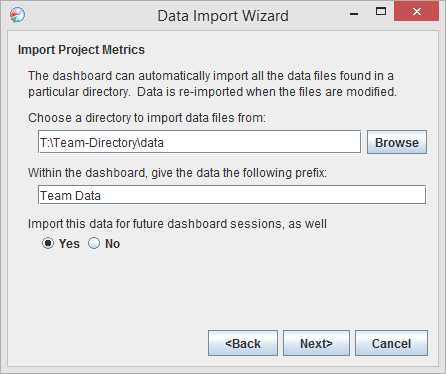 Data Import Wizard
Import Project Metrics
The dashboard can automatically import all the data files found in a
particular directory. Data is re-imported when the files are modified.
Choose a directory to import data files from:
T:\Team-Directory\data
Browse
Within the dashboard, give the data the following prefix:
Team Data
Import this data for future dashboard sessions, as well
Yes No
<Back Next> Cancel